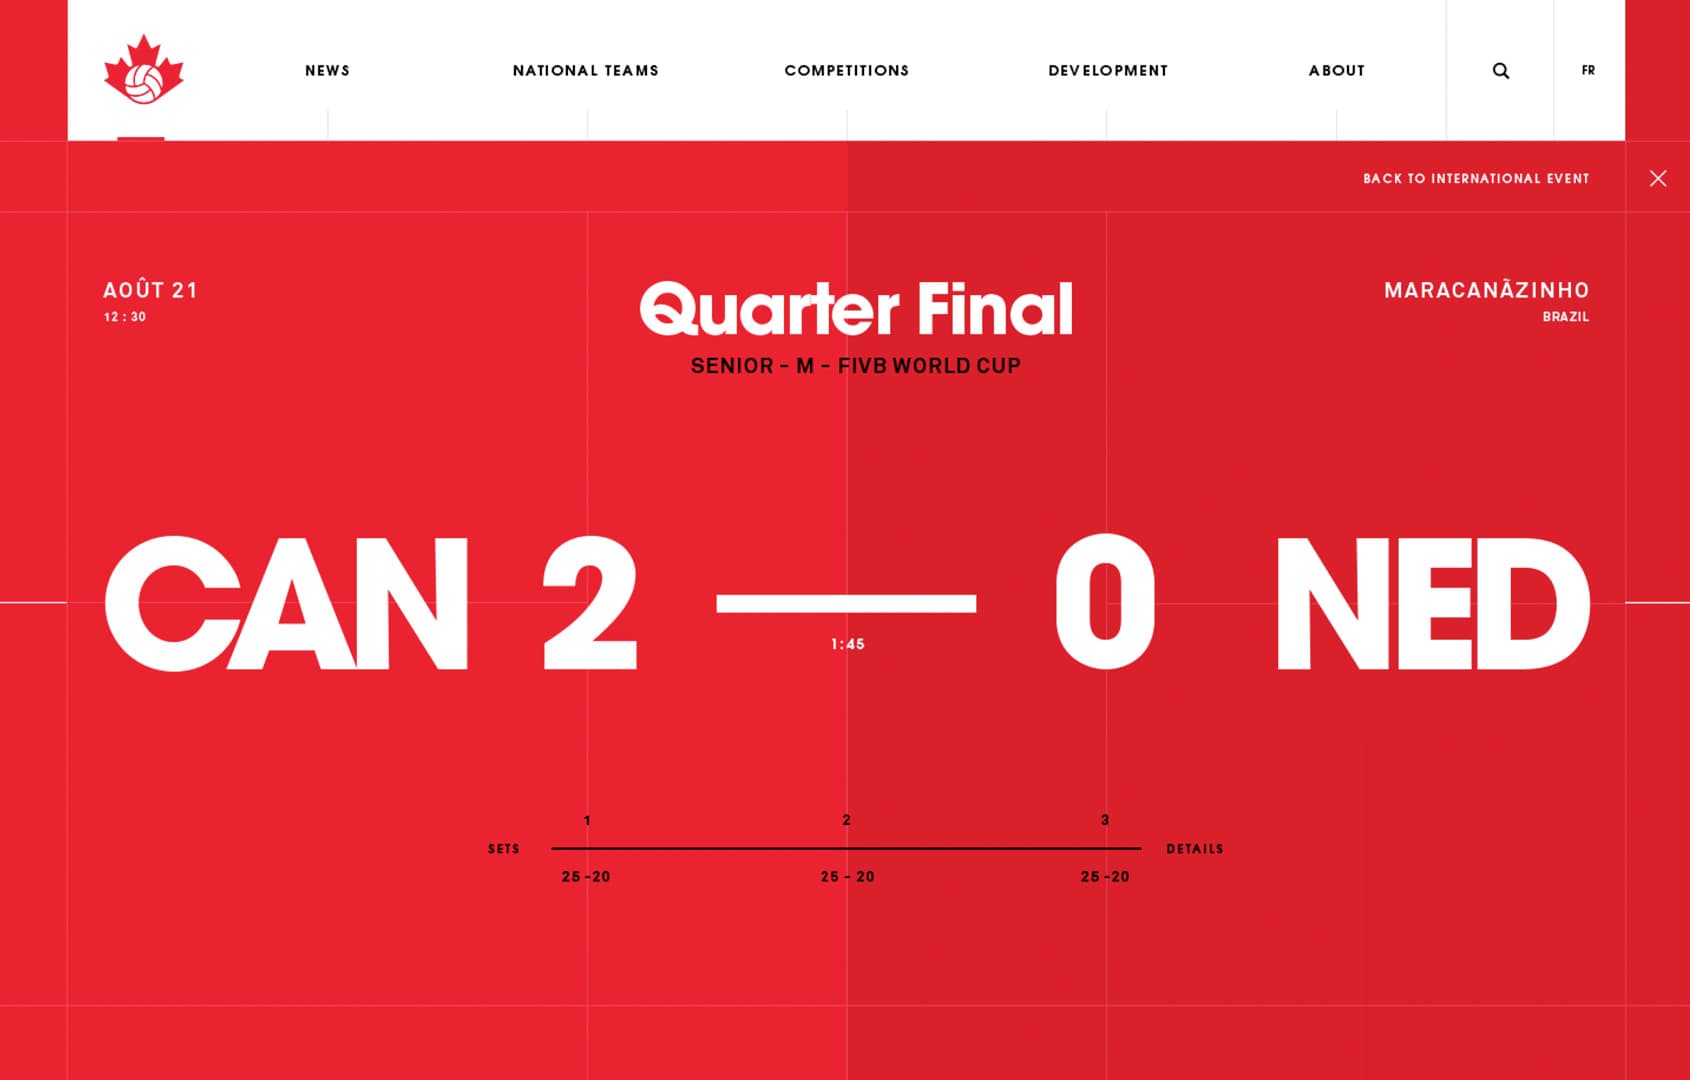 NEWS NATIONAL TEAMS COMPETITIONS DEVELOPMENT ABOUT FR
BACK TO INTERNATIONAL EVENT
AOÛT 21
12 : 30
Quarter Final
SENIOR - M - FIVB WORLD CUP
MARACANÃZINHO
BRAZIL
CAN 2 0 NED
1:45
1 2 3
SETS DETAILS
25 -20 25 - 20 25 -20